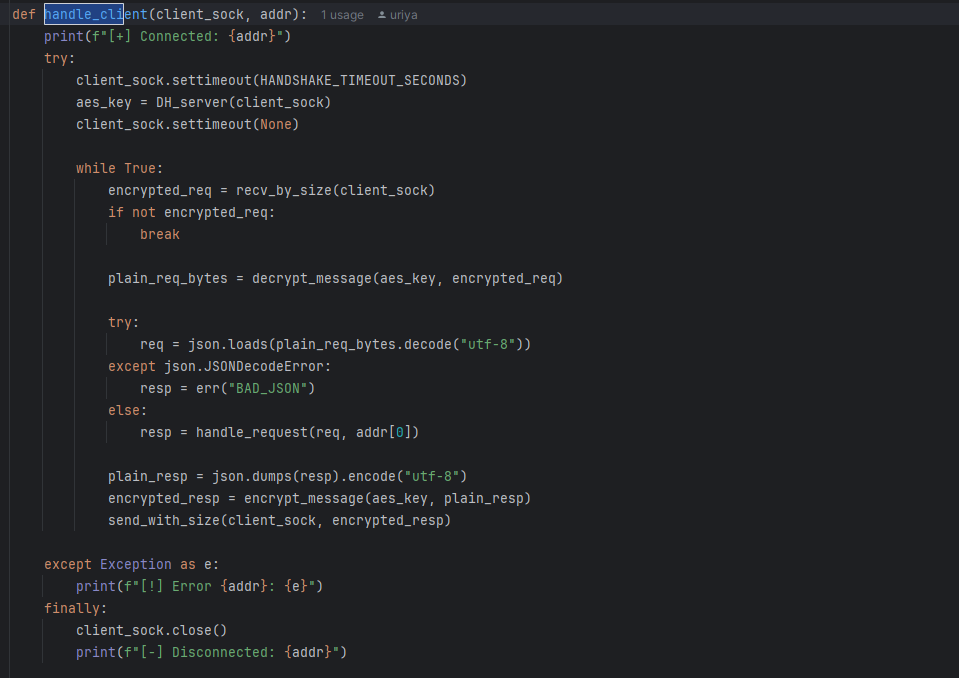 def handle_client(client_sock, addr): 1 usage uriya
    print(f"[+] Connected: {addr}")
    try:
        client_sock.settimeout(HANDSHAKE_TIMEOUT_SECONDS)
        aes_key = DH_server(client_sock)
        client_sock.settimeout(None)

        while True:
            encrypted_req = recv_by_size(client_sock)
            if not encrypted_req:
                break

            plain_req_bytes = decrypt_message(aes_key, encrypted_req)

            try:
                req = json.loads(plain_req_bytes.decode("utf-8"))
            except json.JSONDecodeError:
                resp = err("BAD_JSON")
            else:
                resp = handle_request(req, addr[0])

            plain_resp = json.dumps(resp).encode("utf-8")
            encrypted_resp = encrypt_message(aes_key, plain_resp)
            send_with_size(client_sock, encrypted_resp)

    except Exception as e:
        print(f"[!] Error {addr}: {e}")
    finally:
        client_sock.close()
        print(f"[-] Disconnected: {addr}")